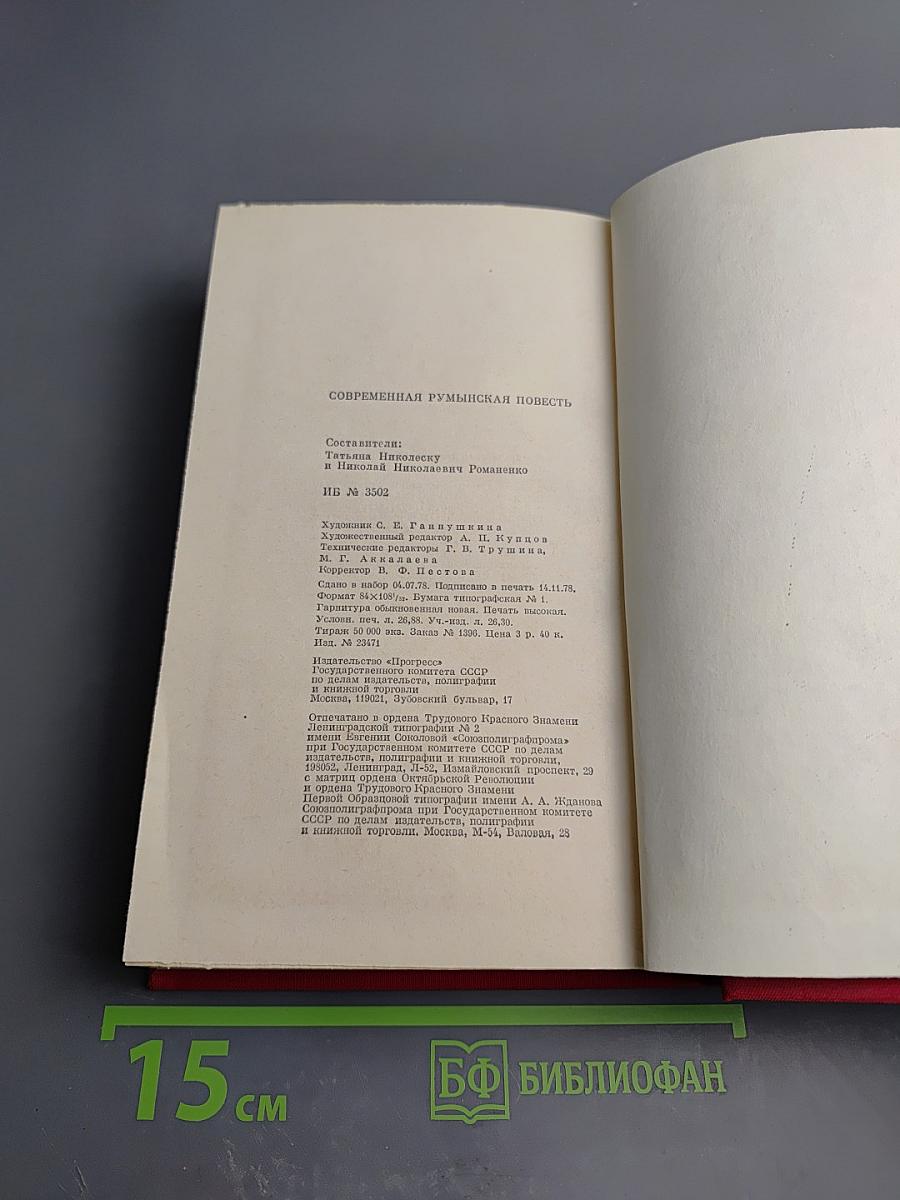 СОВРЕМЕННАЯ РУМЫНСКАЯ ПОВЕСТЬ
Составители:
Татьяна Николеску
и Николай Николаевич Романенко
ИБ № 3502
Художник С. Е. Ганнушкина
Художественный редактор А. П. Купцов
Технические редакторы Г. В. Трушина,
М. Г. Аккалаева
Корректор В. Ф. Пестова
Сдано в набор 04.07.78. Подписано в печать 14.11.78.
Формат 84×108¹/₃₂. Бумага типографская № 1.
Гарнитура обыкновенная новая. Печать высокая.
Условн. печ. л. 26,88. Уч.-изд. л. 26,30.
Тираж 50 000 экз. Заказ № 1396. Цена 3 р. 40 к.
Изд. № 23471
Издательство «Прогресс»
Государственного комитета СССР
по делам издательств, полиграфии
и книжной торговли
Москва, 119021, Зубовский бульвар, 17
Отпечатано в ордена Трудового Красного Знамени
Ленинградской типографии № 2
имени Евгении Соколовой «Союзполиграфпрома»
при Государственном комитете СССР по делам
издательств, полиграфии и книжной торговли,
198052, Ленинград, Л-52, Измайловский проспект, 29
с матриц ордена Октябрьской Революции
и ордена Трудового Красного Знамени
Первой Образцовой типографии имени А. А. Жданова
Союзполиграфпрома при Государственном комитете
СССР по делам издательств, полиграфии
и книжной торговли. Москва, М-54, Валовая, 28
15 см
БФ БИБЛИОФАН